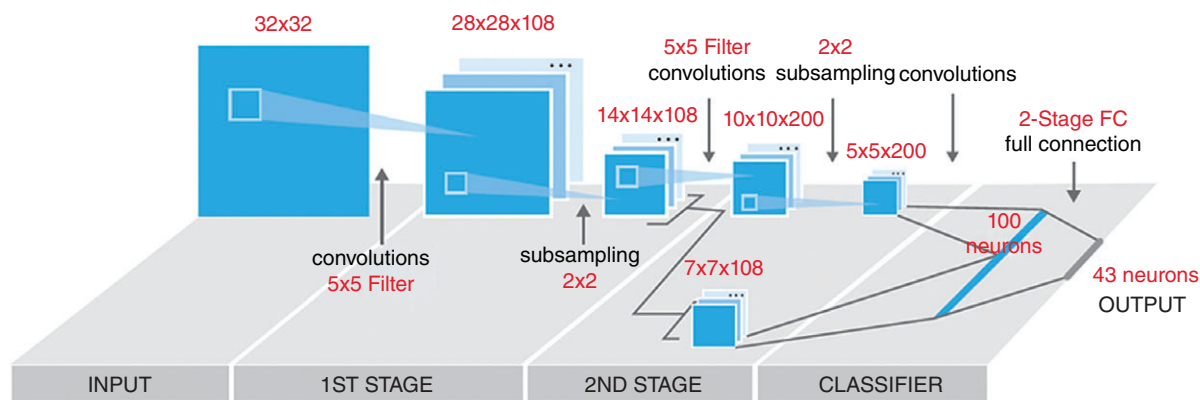 32x32
28x28x108
5x5 Filter
convolutions
2x2
subsampling
convolutions
14x14x108
10x10x200
5x5x200
2-Stage FC
full connection
convolutions
5x5 Filter
subsampling
2x2
7x7x108
100
neurons
43 neurons
OUTPUT
INPUT
1ST STAGE
2ND STAGE
CLASSIFIER